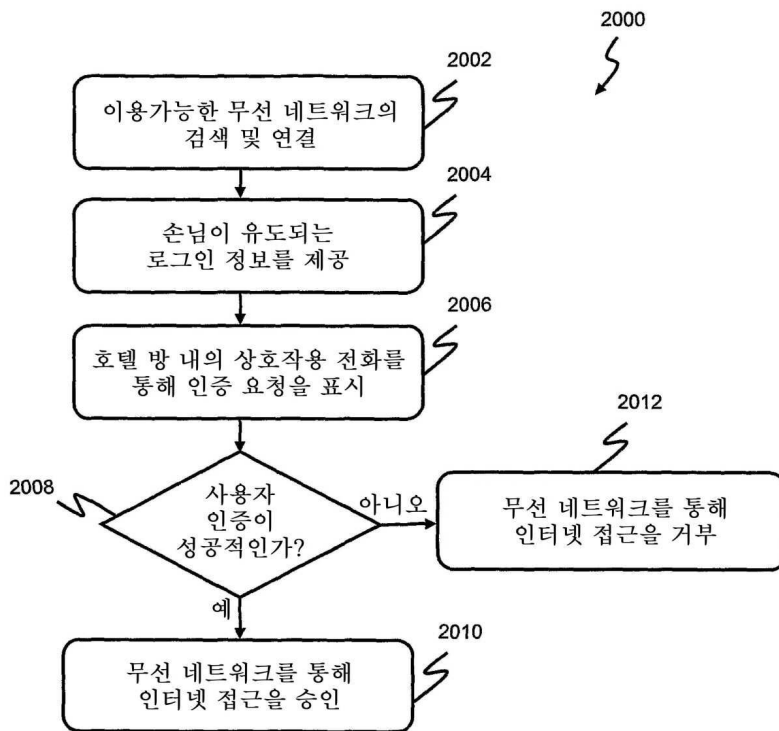 2000
2002
이용가능한 무선 네트워크의
검색 및 연결
2004
손님이 유도되는
로그인 정보를 제공
2006
호텔 방 내의 상호작용 전화를
통해 인증 요청을 표시
2008
사용자
인증이
성공적인가?
아니오
2012
무선 네트워크를 통해
인터넷 접근을 거부
예
2010
무선 네트워크를 통해
인터넷 접근을 승인